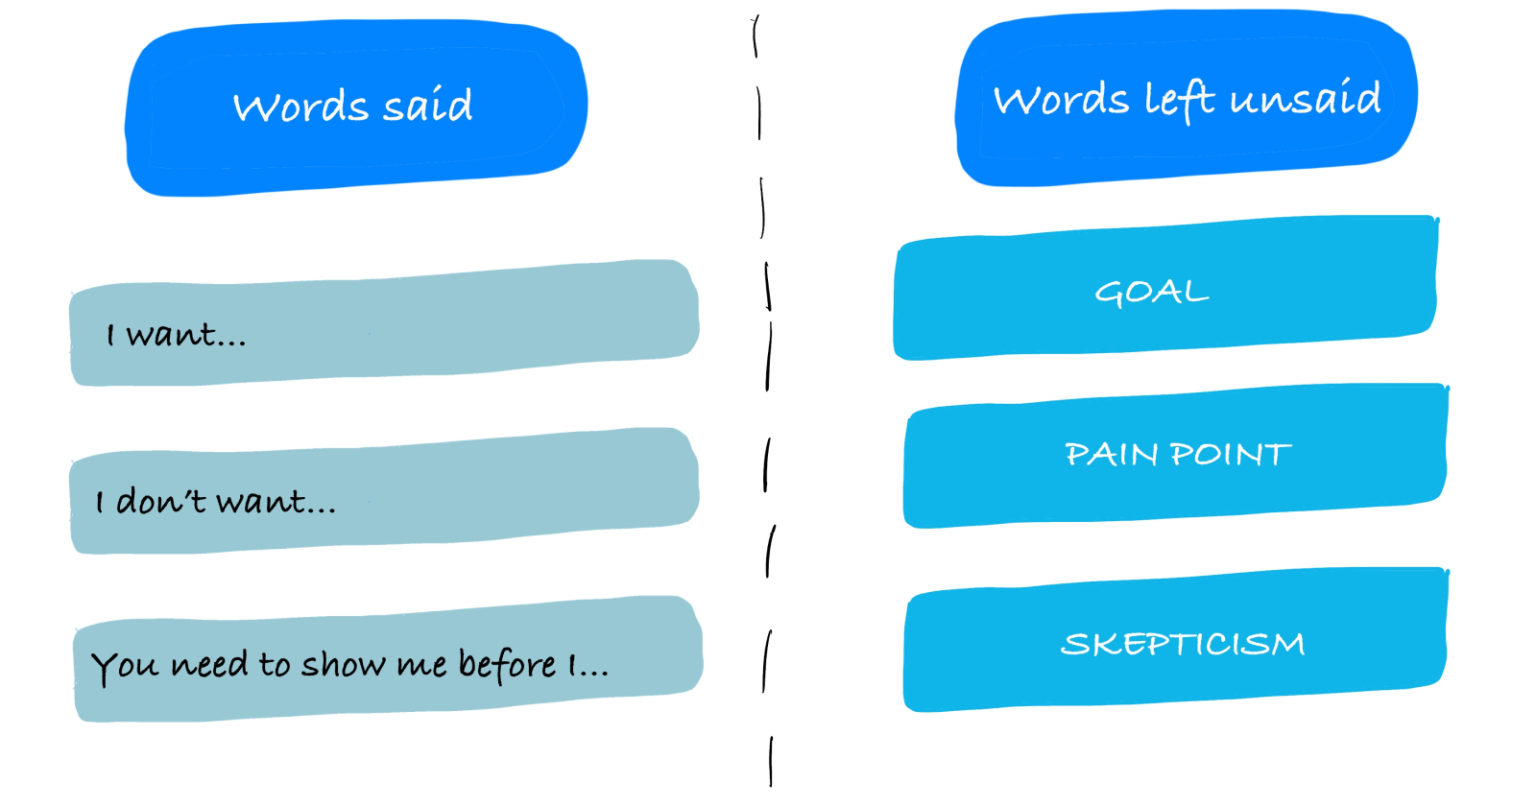 Words said
Words left unsaid
I want...
GOAL
I don't want...
PAIN POINT
You need to show me before I...
SKEPTICISM